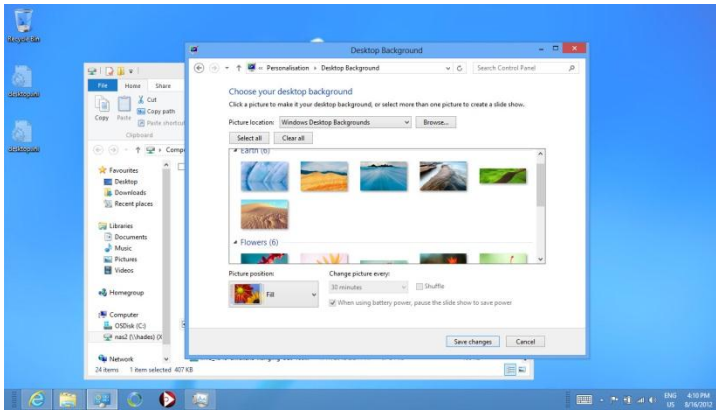 Recycle Bin
desktop.ini
desktop.ini
Desktop Background
Personalisation
Desktop Background
Search Control Panel
Choose your desktop background
Click a picture to make it your desktop background, or select more than one picture to create a slide show.
Picture location:
Windows Desktop Backgrounds
Browse...
Select all
Clear all
Earth (6)
Flowers (6)
Picture position:
Fill
Change picture every:
30 minutes
Shuffle
When using battery power, pause the slide show to save power
Save changes
Cancel
File
Home
Share
Copy
Paste
Cut
Copy path
Paste shortcut
Clipboard
Comp
Favourites
Desktop
Downloads
Recent places
Libraries
Documents
Music
Pictures
Videos
Homegroup
Computer
OSDisk (C:)
nas2 (\\hades) (X
Network
24 items
1 item selected 407 KB
ENG
US
4:10 PM
8/16/2012